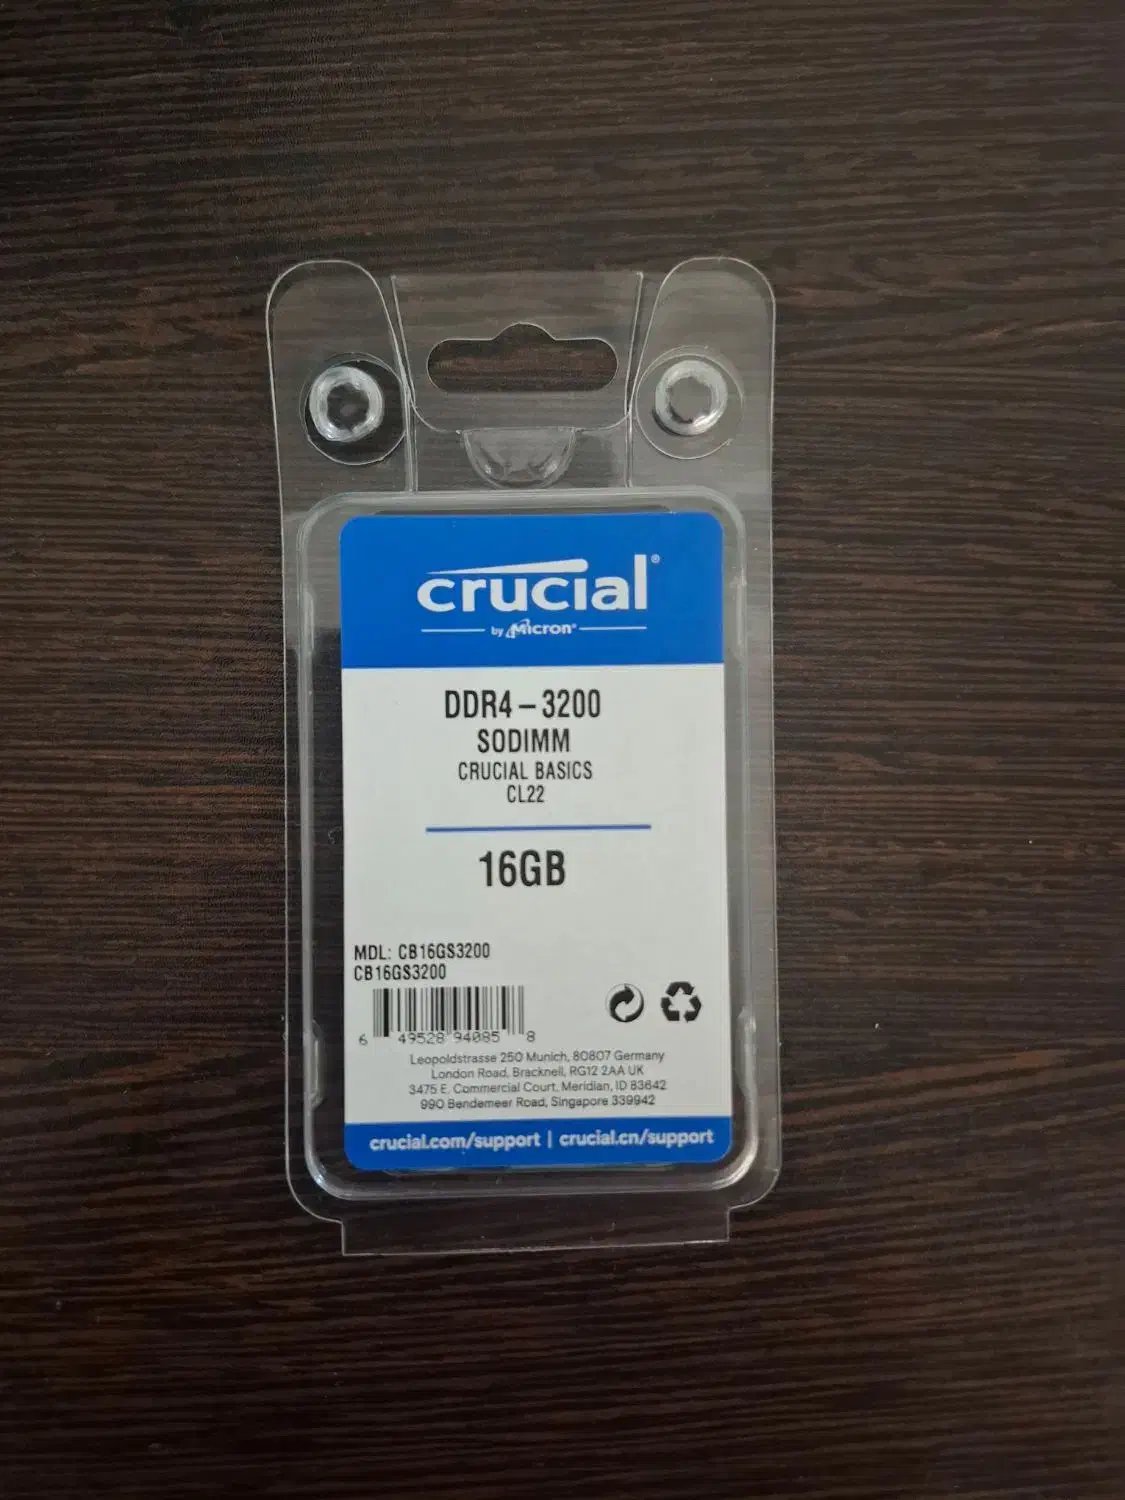 crucial®
by Micron®
DDR4 – 3200
SODIMM
CRUCIAL BASICS
CL22
16GB
MDL: CB16GS3200
CB16GS3200
6 49528 94085 8
Leopoldstrasse 250 Munich, 80807 Germany
London Road, Bracknell, RG12 2AA UK
3475 E. Commercial Court, Meridian, ID 83642
990 Bendemeer Road, Singapore 339942
crucial.com/support | crucial.cn/support